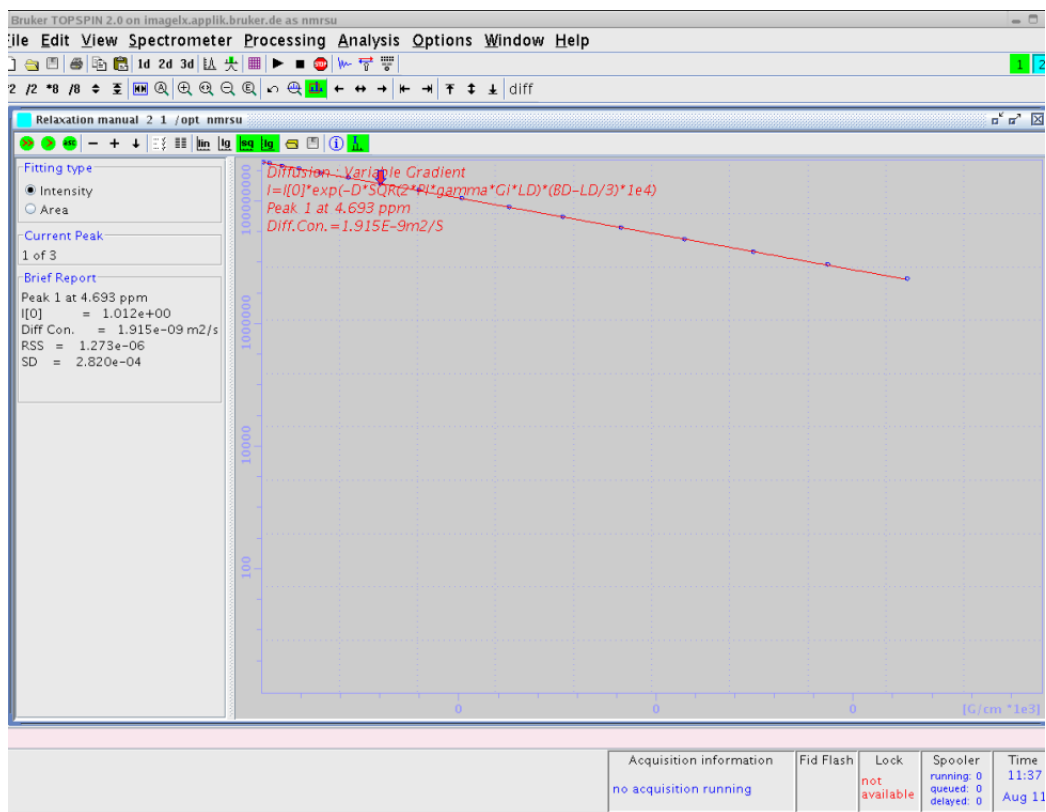 Bruker TOPSPIN 2.0 on imagelx.applik.bruker.de as nmrsu
File Edit View Spectrometer Processing Analysis Options Window Help
1d 2d 3d
1 2
*2 /2 *8 /8 diff
Relaxation manual 2 1 /opt nmrsu
esc lin lg sq lg
Fitting type
Intensity
Area
Current Peak
1 of 3
Brief Report
Peak 1 at 4.693 ppm
I[0] = 1.012e+00
Diff Con. = 1.915e-09 m2/s
RSS = 1.273e-06
SD = 2.820e-04
Diffusion : Variable Gradient
I=I[0]*exp(-D*SQR(2*PI*gamma*Gi*LD)*(BD-LD/3)*1e4)
Peak 1 at 4.693 ppm
Diff.Con.=1.915E-9m2/S
100000000
1000000
10000
100
0 0 0 [G/cm *1e3]
Acquisition information
no acquisition running
Fid Flash
Lock
not
available
Spooler
running: 0
queued: 0
delayed: 0
Time
11:37
Aug 11